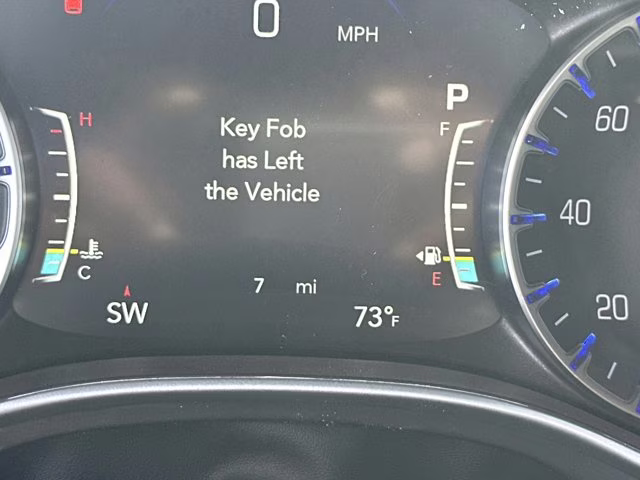 0 MPH
P
H
F
60
Key Fob
has Left
the Vehicle
40
C
E
7 mi
SW
73°F
20